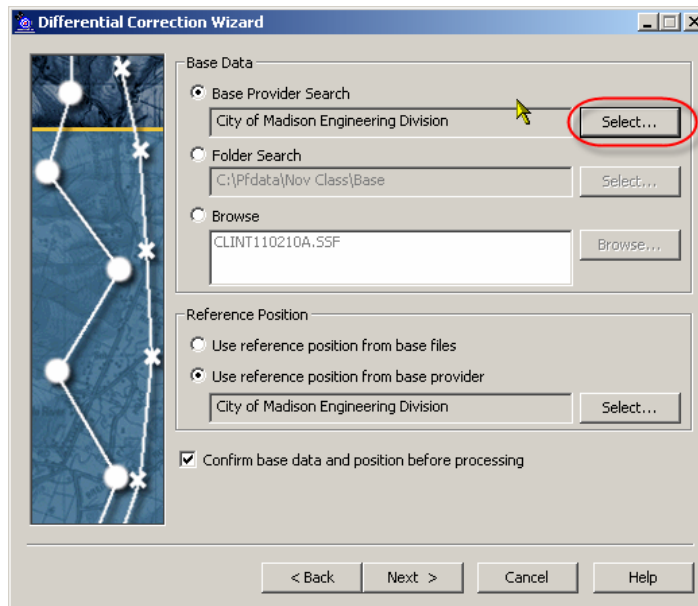 Differential Correction Wizard
Base Data
Base Provider Search
City of Madison Engineering Division
Select...
Folder Search
C:\Pfdata\Nov Class\Base
Select...
Browse
CLINT110210A.SSF
Browse...
Reference Position
Use reference position from base files
Use reference position from base provider
City of Madison Engineering Division
Select...
Confirm base data and position before processing
< Back
Next >
Cancel
Help